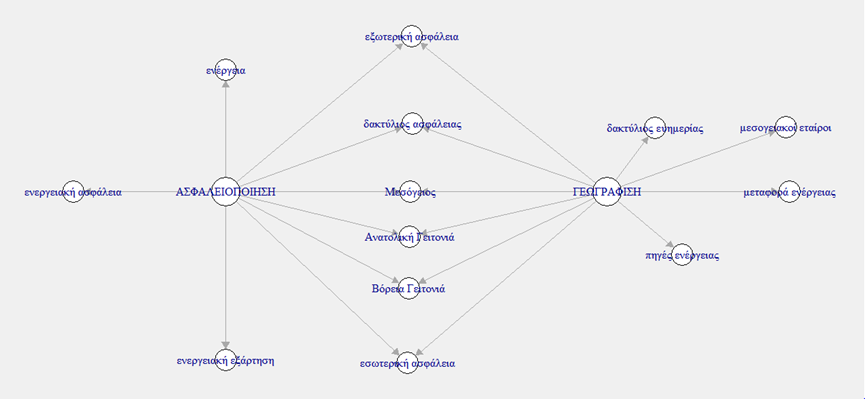 εξωτερική ασφάλεια
ενέργεια
δακτύλιος ασφάλειας
δακτύλιος ευημερίας
μεσογειακοί εταίροι
ενεργειακή ασφάλεια
ΑΣΦΑΛΕΙΟΠΟΙΗΣΗ
Μεσόγειος
ΓΕΩΓΡΑΦΙΣΗ
μεταφορά ενέργειας
Ανατολική Γειτονιά
πηγές ενέργειας
Βόρεια Γειτονιά
ενεργειακή εξάρτηση
εσωτερική ασφάλεια